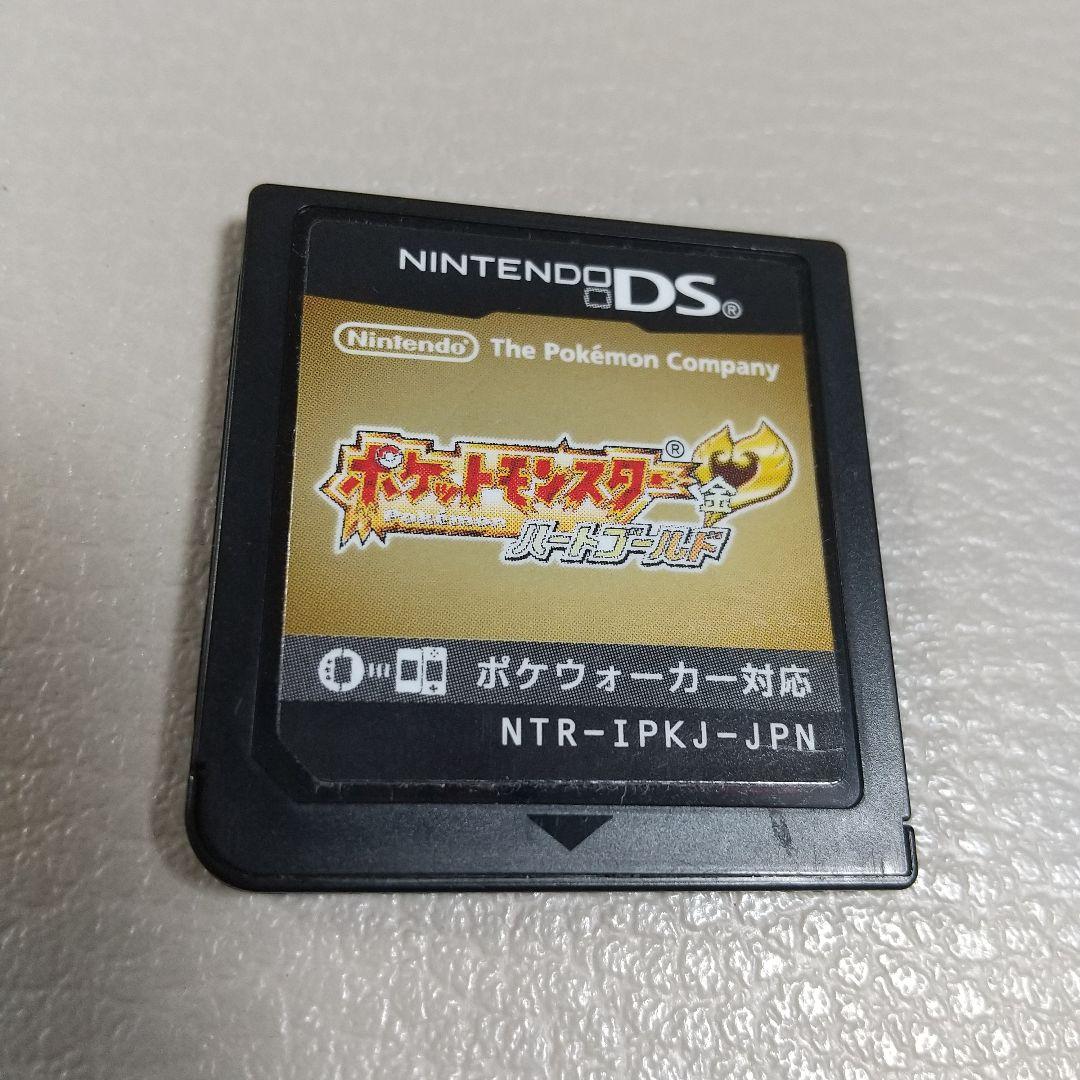 NINTENDO DS®
Nintendo® The Pokémon Company
ポケットモンスター®
金
ハートゴールド
ポケウォーカー対応
NTR-IPKJ-JPN